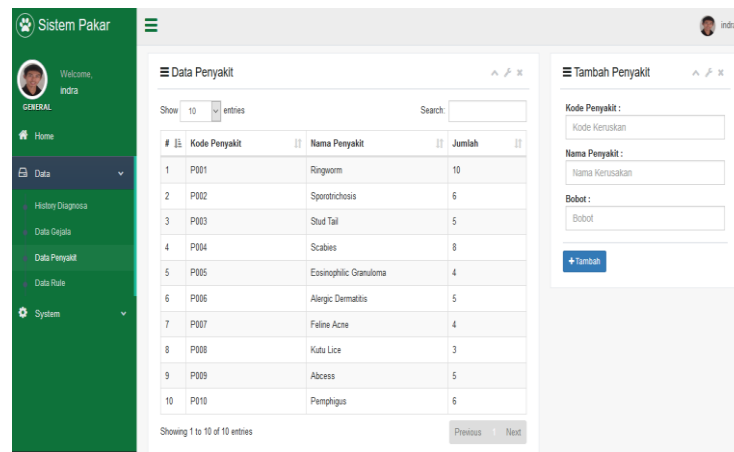 Sistem Pakar
indra
Welcome,
indra
GENERAL
Home
Data
History Diagnosa
Data Gejala
Data Penyakit
Data Rule
System
Data Penyakit
Show 10 entries
Search:
# Kode Penyakit Nama Penyakit Jumlah
1 P001 Ringworm 10
2 P002 Sporotrichosis 6
3 P003 Stud Tail 5
4 P004 Scabies 8
5 P005 Eosinophilic Granuloma 4
6 P006 Alergic Dermatitis 5
7 P007 Feline Acne 4
8 P008 Kutu Lice 3
9 P009 Abcess 5
10 P010 Pemphigus 6
Showing 1 to 10 of 10 entries
Previous 1 Next
Tambah Penyakit
Kode Penyakit :
Kode Keruskan
Nama Penyakit :
Nama Kerusakan
Bobot :
Bobot
+Tambah